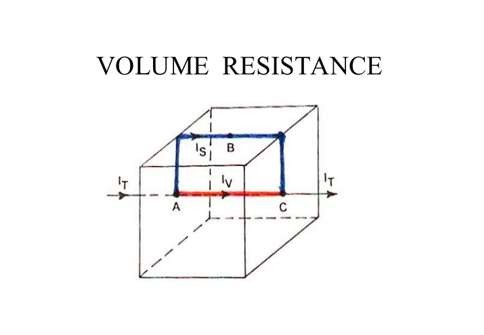 VOLUME RESISTANCE
IS B
IT IV IT
A C